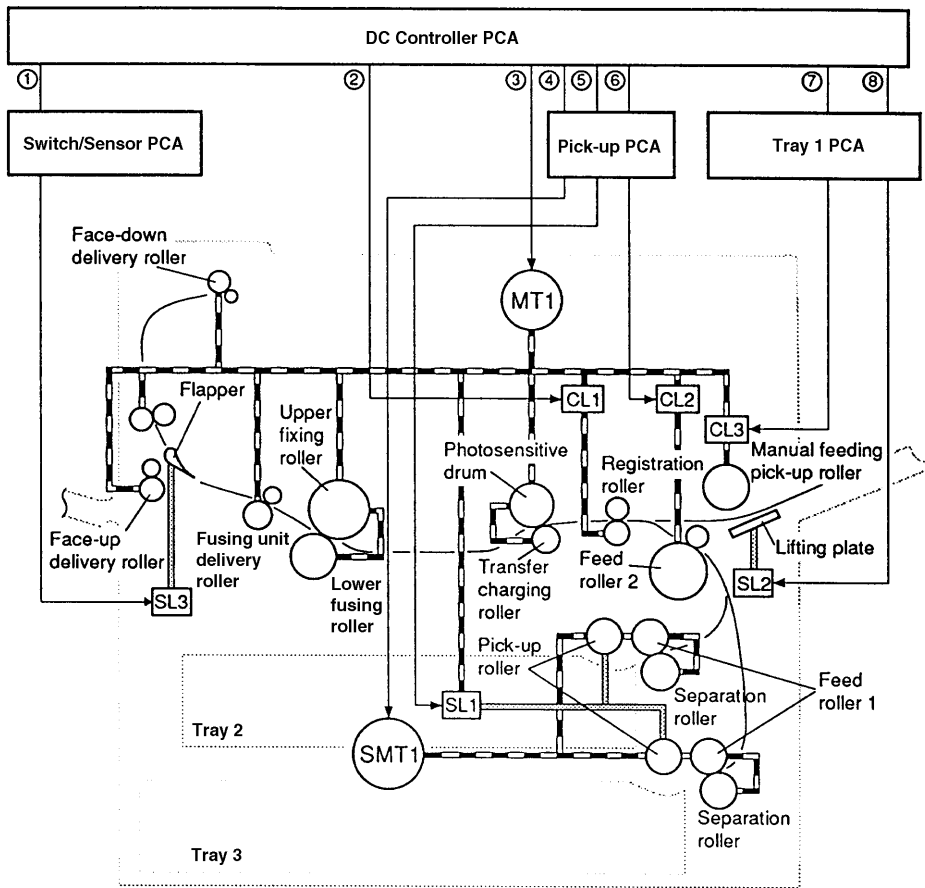 DC Controller PCA
① ② ③ ④ ⑤ ⑥ ⑦ ⑧
Switch/Sensor PCA
Pick-up PCA
Tray 1 PCA
Face-down
delivery roller
MT1
Flapper
CL1
CL2
CL3
Upper
fixing
roller
Photosensitive
drum
Registration
roller
Manual feeding
pick-up roller
Face-up
delivery roller
Fusing unit
delivery
roller
Lower
fusing
roller
Transfer
charging
roller
Feed
roller 2
Lifting plate
SL3
SL2
Pick-up
roller
Separation
roller
Feed
roller 1
SL1
Tray 2
SMT1
Separation
roller
Tray 3